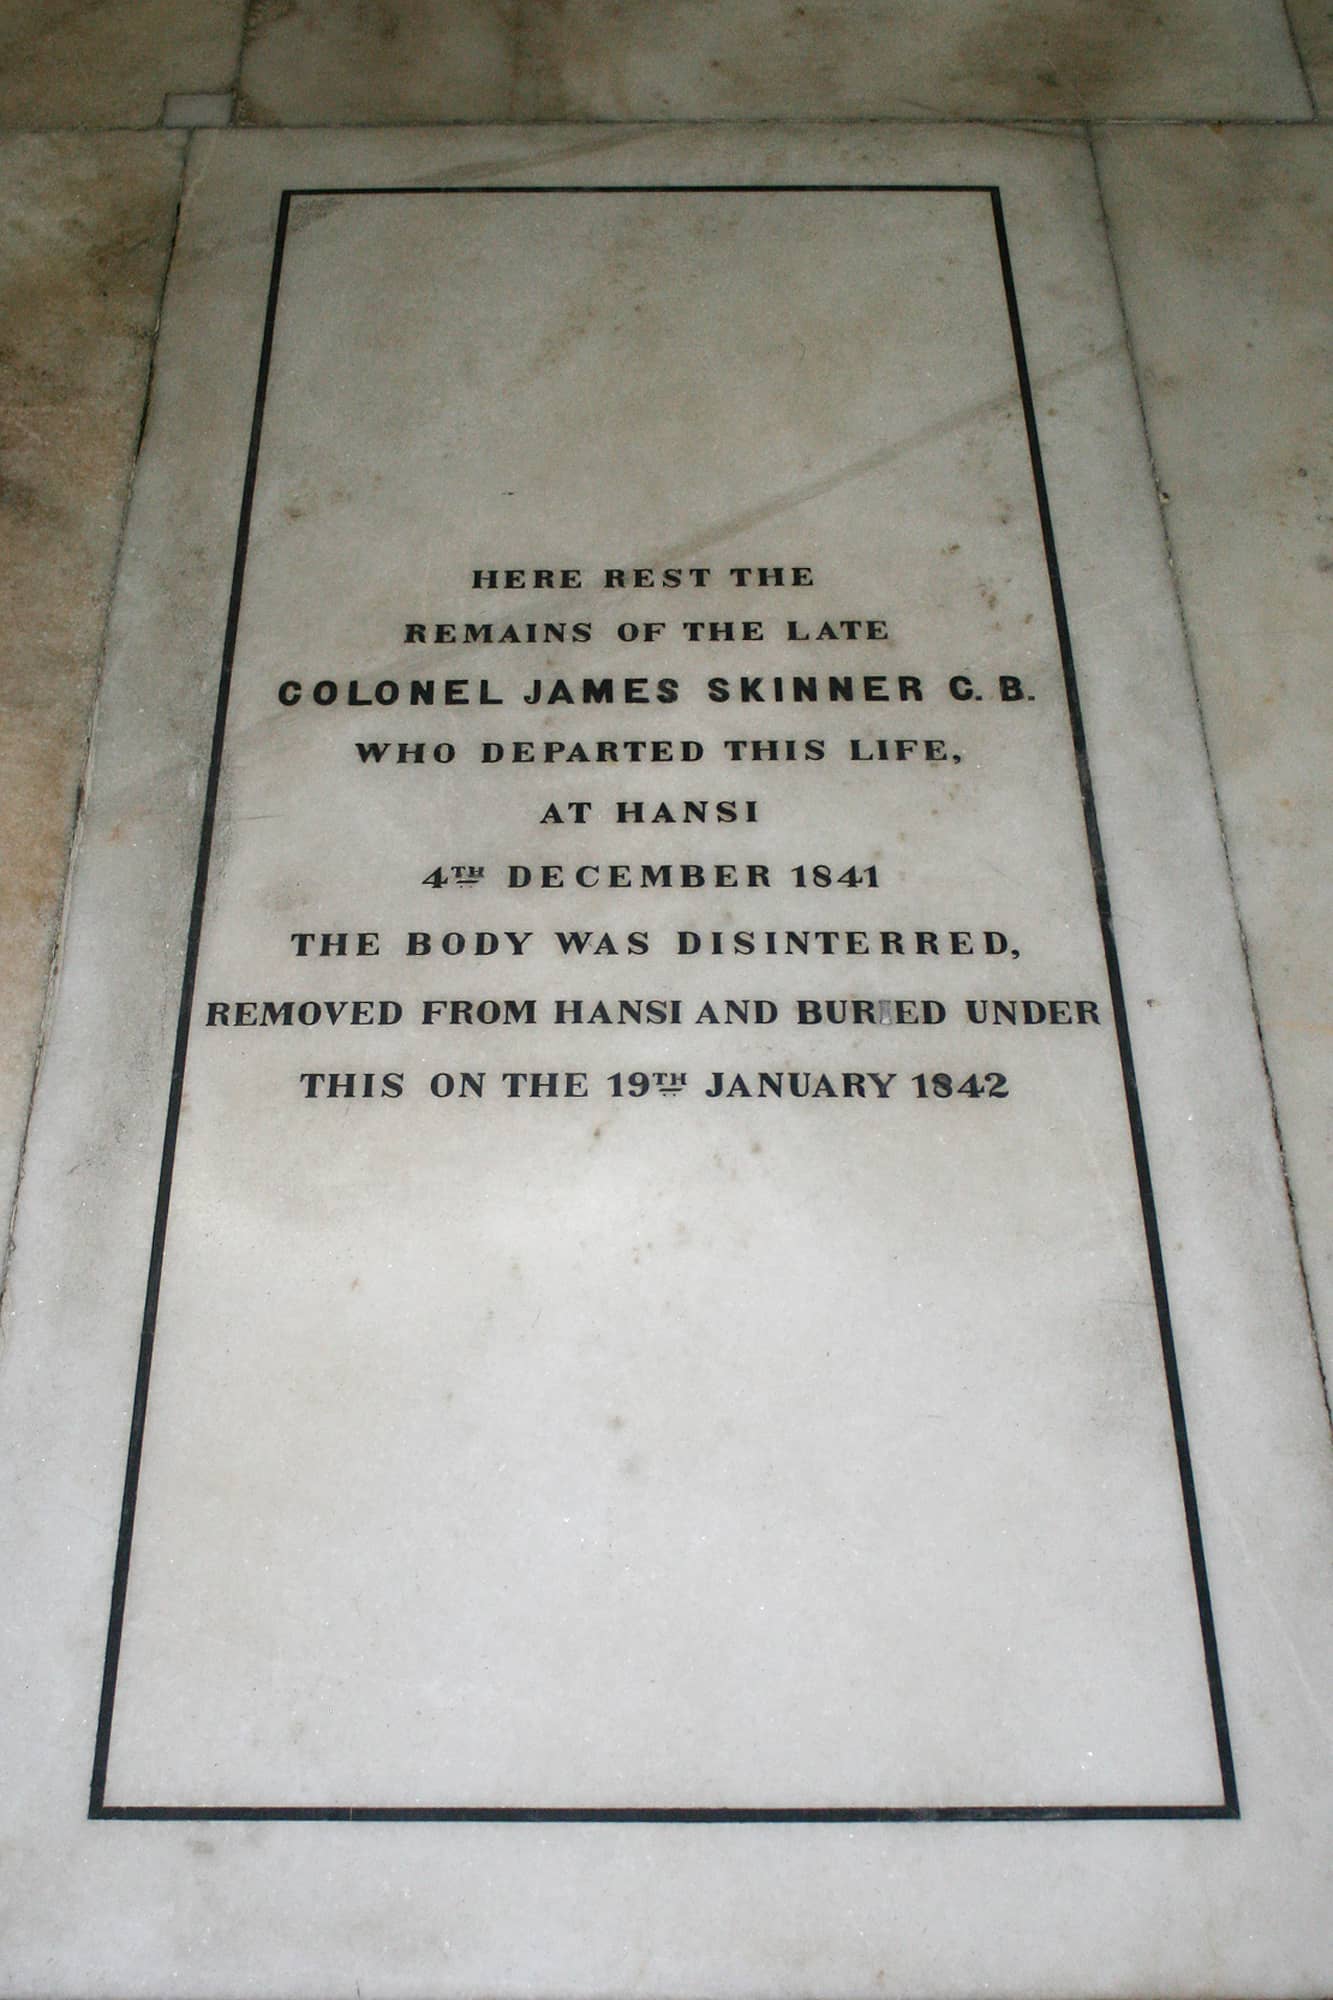 HERE REST THE
REMAINS OF THE LATE
COLONEL JAMES SKINNER C. B.
WHO DEPARTED THIS LIFE,
AT HANSI
4TH DECEMBER 1841
THE BODY WAS DISINTERRED,
REMOVED FROM HANSI AND BURIED UNDER
THIS ON THE 19TH JANUARY 1842